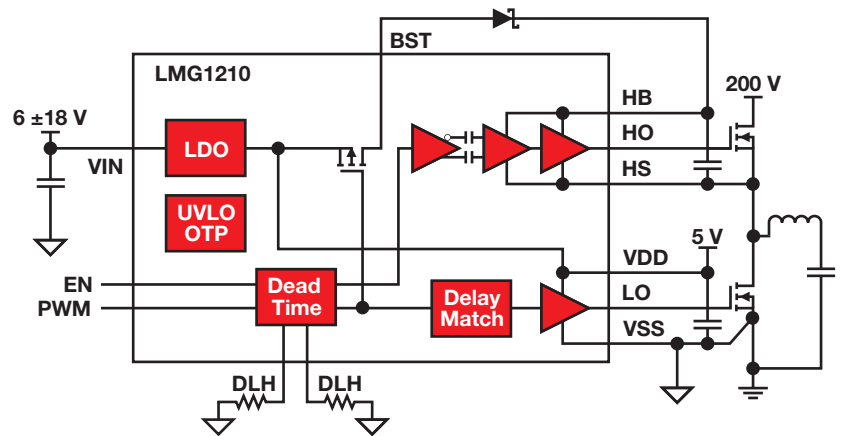 BST
LMG1210
200 V
6 ±18 V
HB
LDO
HO
VIN
HS
UVLO
OTP
5 V
VDD
EN
Dead
Time
Delay
Match
LO
PWM
VSS
DLH
DLH